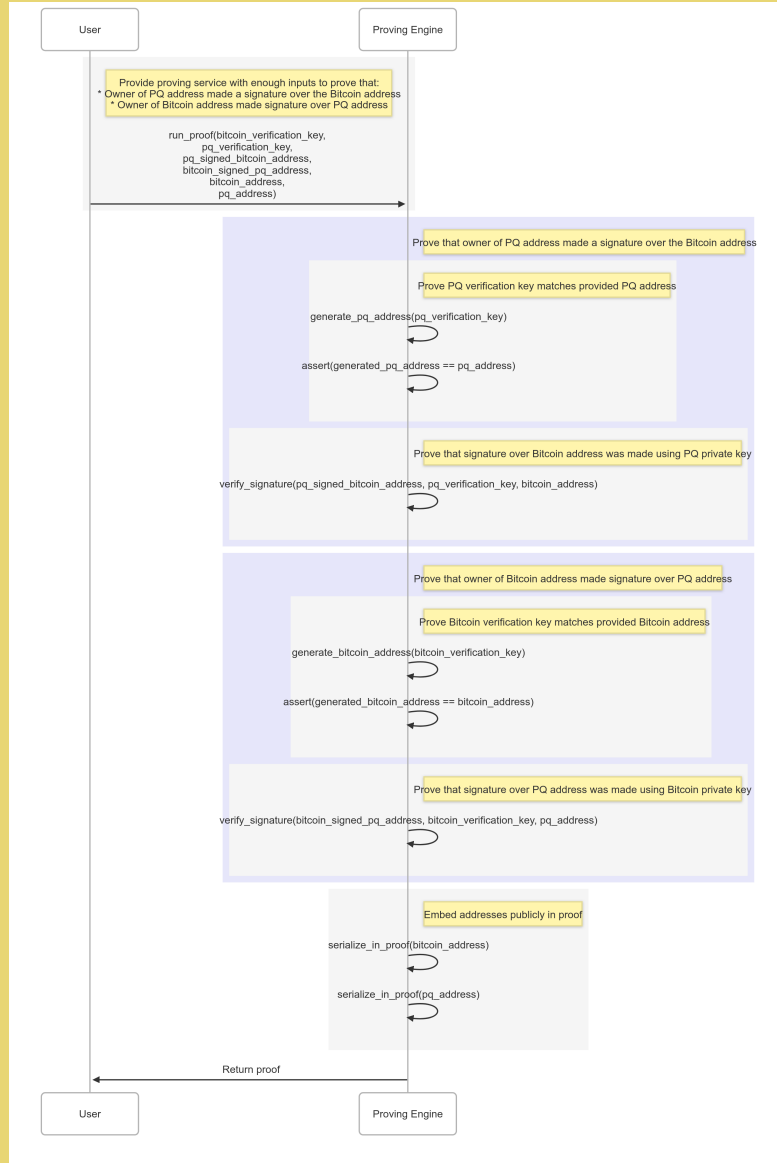 User
Proving Engine
Provide proving service with enough inputs to prove that:
* Owner of PQ address made a signature over the Bitcoin address
* Owner of Bitcoin address made signature over PQ address
run_proof(bitcoin_verification_key,
pq_verification_key,
pq_signed_bitcoin_address,
bitcoin_signed_pq_address,
bitcoin_address,
pq_address)
Prove that owner of PQ address made a signature over the Bitcoin address
Prove PQ verification key matches provided PQ address
generate_pq_address(pq_verification_key)
assert(generated_pq_address == pq_address)
Prove that signature over Bitcoin address was made using PQ private key
verify_signature(pq_signed_bitcoin_address, pq_verification_key, bitcoin_address)
Prove that owner of Bitcoin address made signature over PQ address
Prove Bitcoin verification key matches provided Bitcoin address
generate_bitcoin_address(bitcoin_verification_key)
assert(generated_bitcoin_address == bitcoin_address)
Prove that signature over PQ address was made using Bitcoin private key
verify_signature(bitcoin_signed_pq_address, bitcoin_verification_key, pq_address)
Embed addresses publicly in proof
serialize_in_proof(bitcoin_address)
serialize_in_proof(pq_address)
Return proof
User
Proving Engine